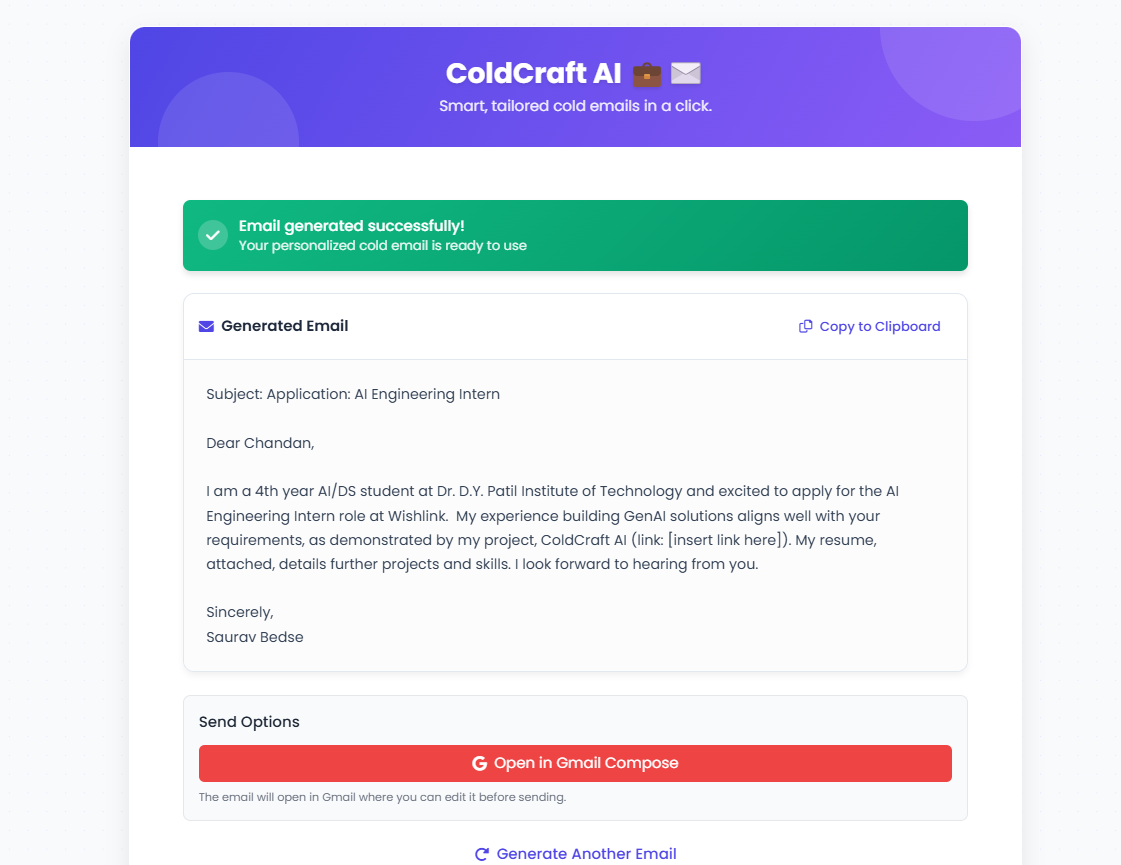 ColdCraft AI 💼 ✉️
Smart, tailored cold emails in a click.
Email generated successfully!
Your personalized cold email is ready to use
Generated Email
Copy to Clipboard
Subject: Application: AI Engineering Intern
Dear Chandan,
I am a 4th year AI/DS student at Dr. D.Y. Patil Institute of Technology and excited to apply for the AI
Engineering Intern role at Wishlink.  My experience building GenAI solutions aligns well with your
requirements, as demonstrated by my project, ColdCraft AI (link: [insert link here]). My resume,
attached, details further projects and skills. I look forward to hearing from you.
Sincerely,
Saurav Bedse
Send Options
G Open in Gmail Compose
The email will open in Gmail where you can edit it before sending.
Generate Another Email